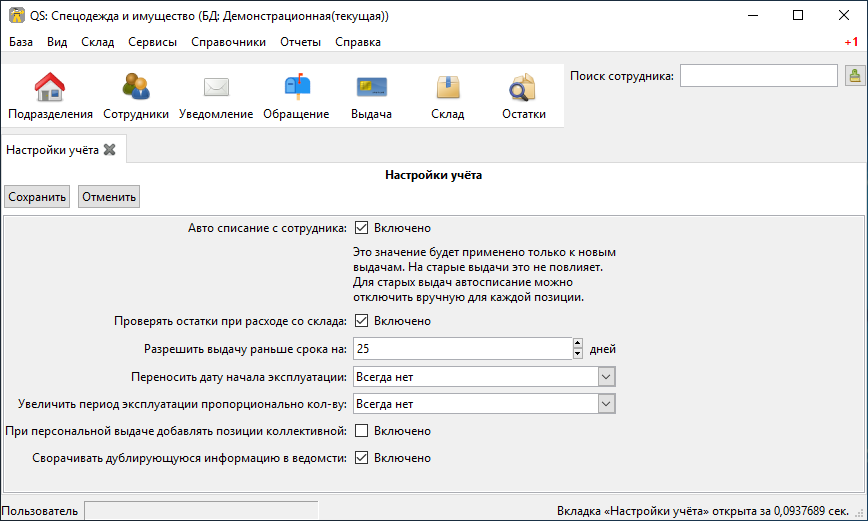 QS: Спецодежда и имущество (БД: Демонстрационная(текущая))
База Вид Склад Сервисы Справочники Отчеты Справка +1
Поиск сотрудника:
Подразделения Сотрудники Уведомление Обращение Выдача Склад Остатки
Настройки учёта
Настройки учёта
Сохранить Отменить
Авто списание с сотрудника: Включено
Это значение будет применено только к новым
выдачам. На старые выдачи это не повлияет.
Для старых выдач автосписание можно
отключить вручную для каждой позиции.
Проверять остатки при расходе со склада: Включено
Разрешить выдачу раньше срока на: 25 дней
Переносить дату начала эксплуатации: Всегда нет
Увеличить период эксплуатации пропорционально кол-ву: Всегда нет
При персональной выдаче добавлять позиции коллективной: Включено
Сворачивать дублирующуюся информацию в ведомсти: Включено
Пользователь Вкладка «Настройки учёта» открыта за 0,0937689 сек.